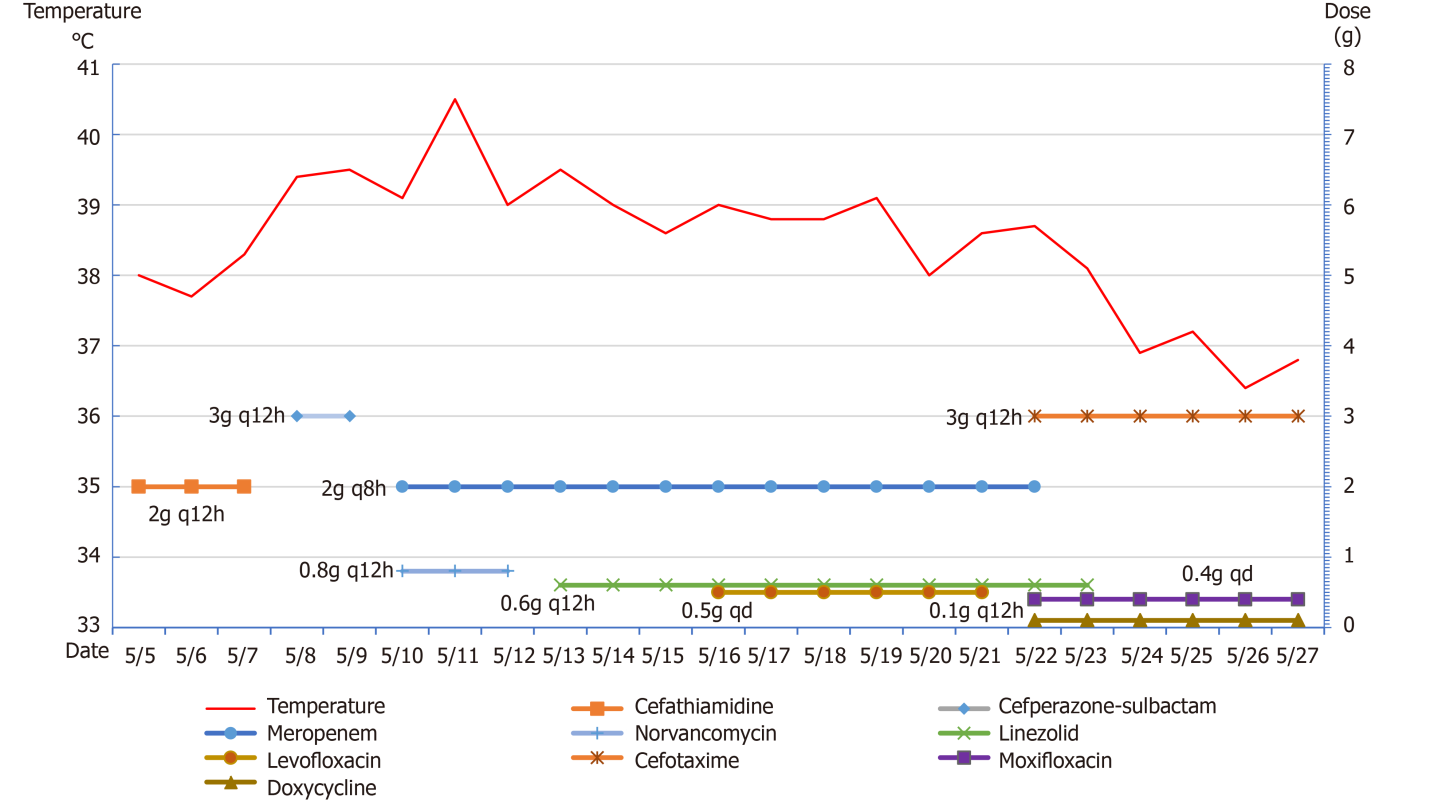 Temperature
°C
Dose
(g)
41
8
40
7
39
6
38
5
37
4
36
3g q12h
3g q12h
3
35
2g q8h
2
2g q12h
34
1
0.8g q12h
0.4g qd
0.6g q12h
0.5g qd
0.1g q12h
33
0
Date 5/5 5/6 5/7 5/8 5/9 5/10 5/11 5/12 5/13 5/14 5/15 5/16 5/17 5/18 5/19 5/20 5/21 5/22 5/23 5/24 5/25 5/26 5/27
Temperature Cefathiamidine Cefperazone-sulbactam
Meropenem Norvancomycin Linezolid
Levofloxacin Cefotaxime Moxifloxacin
Doxycycline